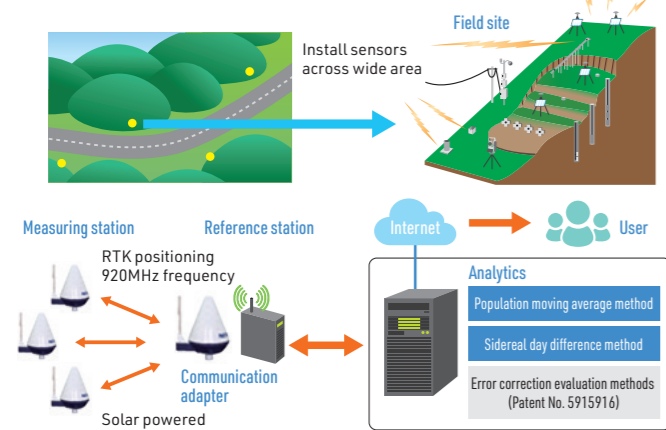 Field site
Install sensors
across wide area
Measuring station
Reference station
Internet
User
RTK positioning
920MHz frequency
Analytics
Population moving average method
Sidereal day difference method
Communication
adapter
Error correction evaluation methods
(Patent No. 5915916)
Solar powered